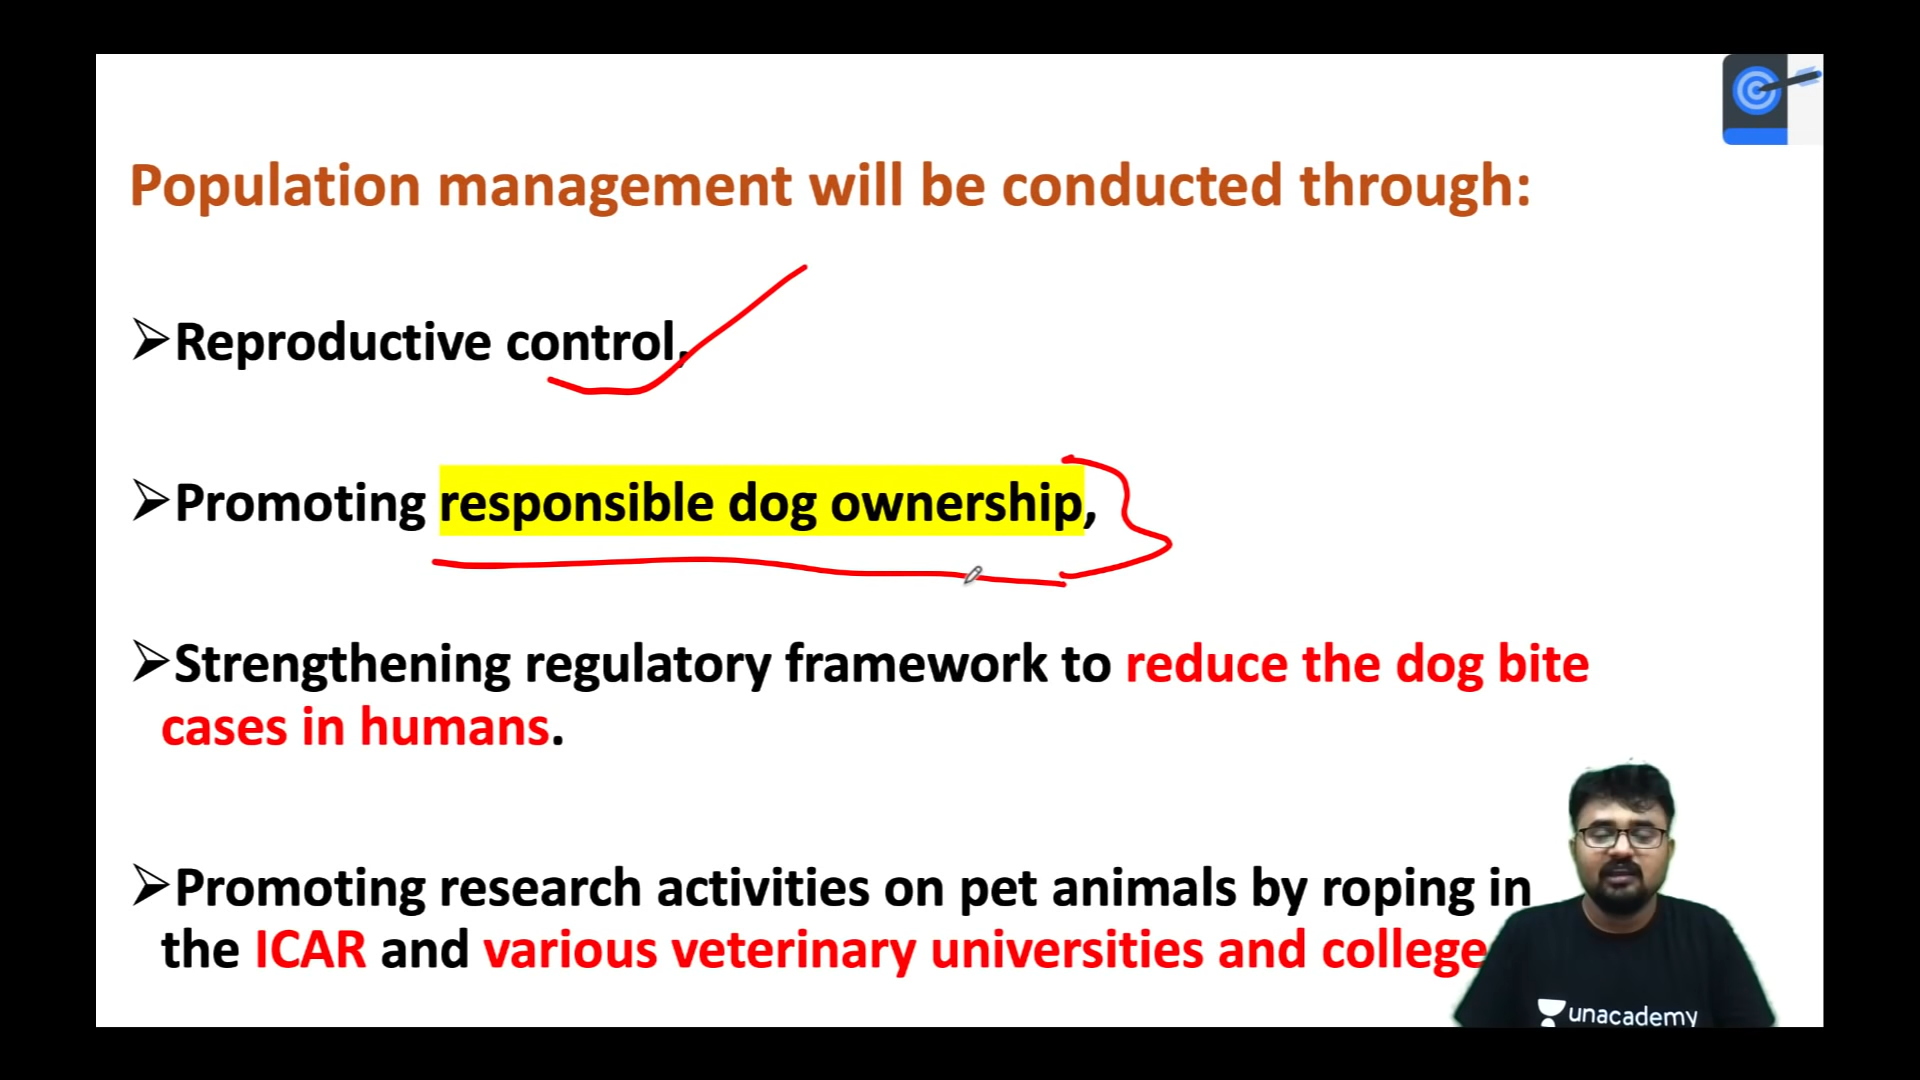 Population management will be conducted through:
➢Reproductive control,
➢Promoting responsible dog ownership,
➢Strengthening regulatory framework to reduce the dog bite
cases in humans.
➢Promoting research activities on pet animals by roping in
the ICAR and various veterinary universities and college
unacademy